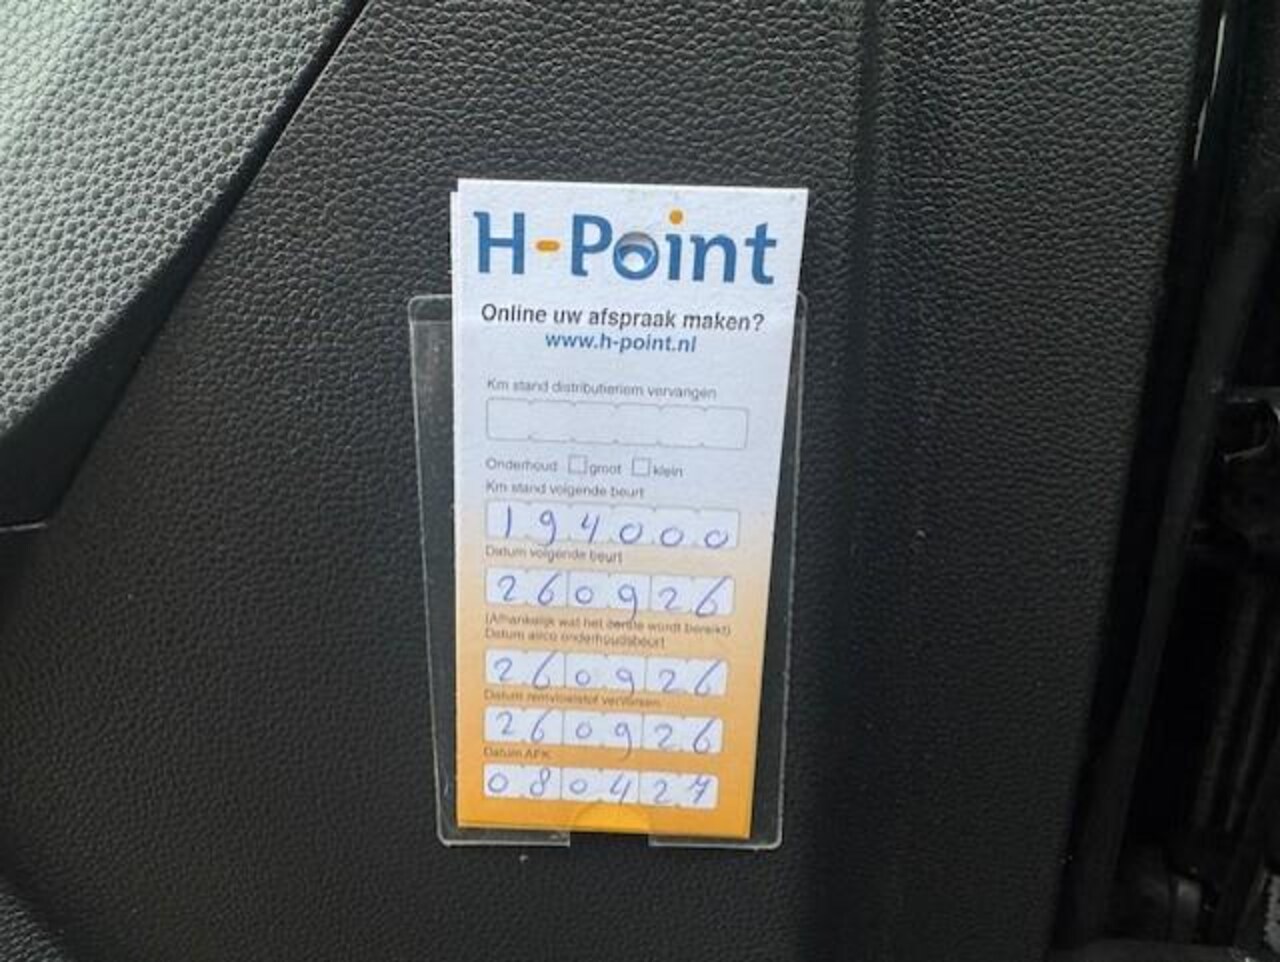 H-Point
Online uw afspraak maken?
www.h-point.nl
Km stand distributieriem vervangen
Onderhoud groot klein
Km stand volgende beurt
194000
Datum volgende beurt
260926
(Afhankelijk wat het eerste wordt bereikt)
Datum airco onderhoudsbeurt
260926
Datum remvloeistof verversen
260926
Datum APK
080427